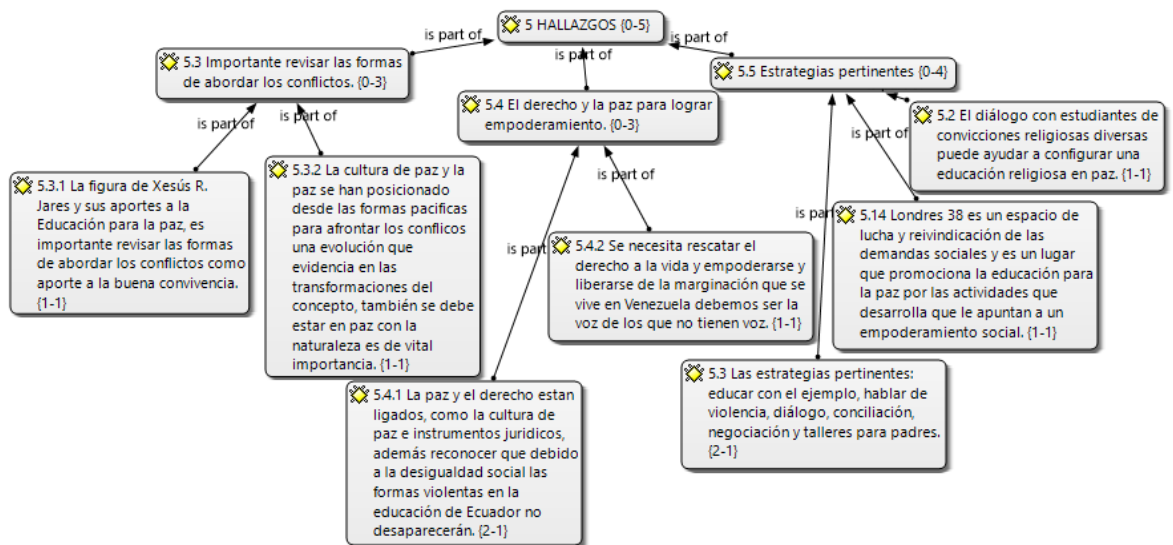 5 HALLAZGOS {0-5}
is part of
is part of
is part of
5.3 Importante revisar las formas
de abordar los conflictos. {0-3}
5.4 El derecho y la paz para lograr
empoderamiento. {0-3}
5.5 Estrategias pertinentes {0-4}
is part of
is part of
is part of
is part of
is part of
is part
is part of
5.3.1 La figura de Xesús R.
Jares y sus aportes a la
Educación para la paz, es
importante revisar las formas
de abordar los conflictos como
aporte a la buena convivencia.
{1-1}
5.3.2 La cultura de paz y la
paz se han posicionado
desde las formas pacificas
para afrontar los conflicos
una evolución que
evidencia en las
transformaciones del
concepto, también se debe
estar en paz con la
naturaleza es de vital
importancia. {1-1}
5.4.1 La paz y el derecho estan
ligados, como la cultura de
paz e instrumentos juridicos,
además reconocer que debido
a la desigualdad social las
formas violentas en la
educación de Ecuador no
desaparecerán. {2-1}
5.4.2 Se necesita rescatar el
derecho a la vida y empoderarse y
liberarse de la marginación que se
vive en Venezuela debemos ser la
voz de los que no tienen voz. {1-1}
5.2 El diálogo con estudiantes de
convicciones religiosas diversas
puede ayudar a configurar una
educación religiosa en paz. {1-1}
5.14 Londres 38 es un espacio de
lucha y reivindicación de las
demandas sociales y es un lugar
que promociona la educación para
la paz por las actividades que
desarrolla que le apuntan a un
empoderamiento social. {1-1}
5.3 Las estrategias pertinentes:
educar con el ejemplo, hablar de
violencia, diálogo, conciliación,
negociación y talleres para padres.
{2-1}